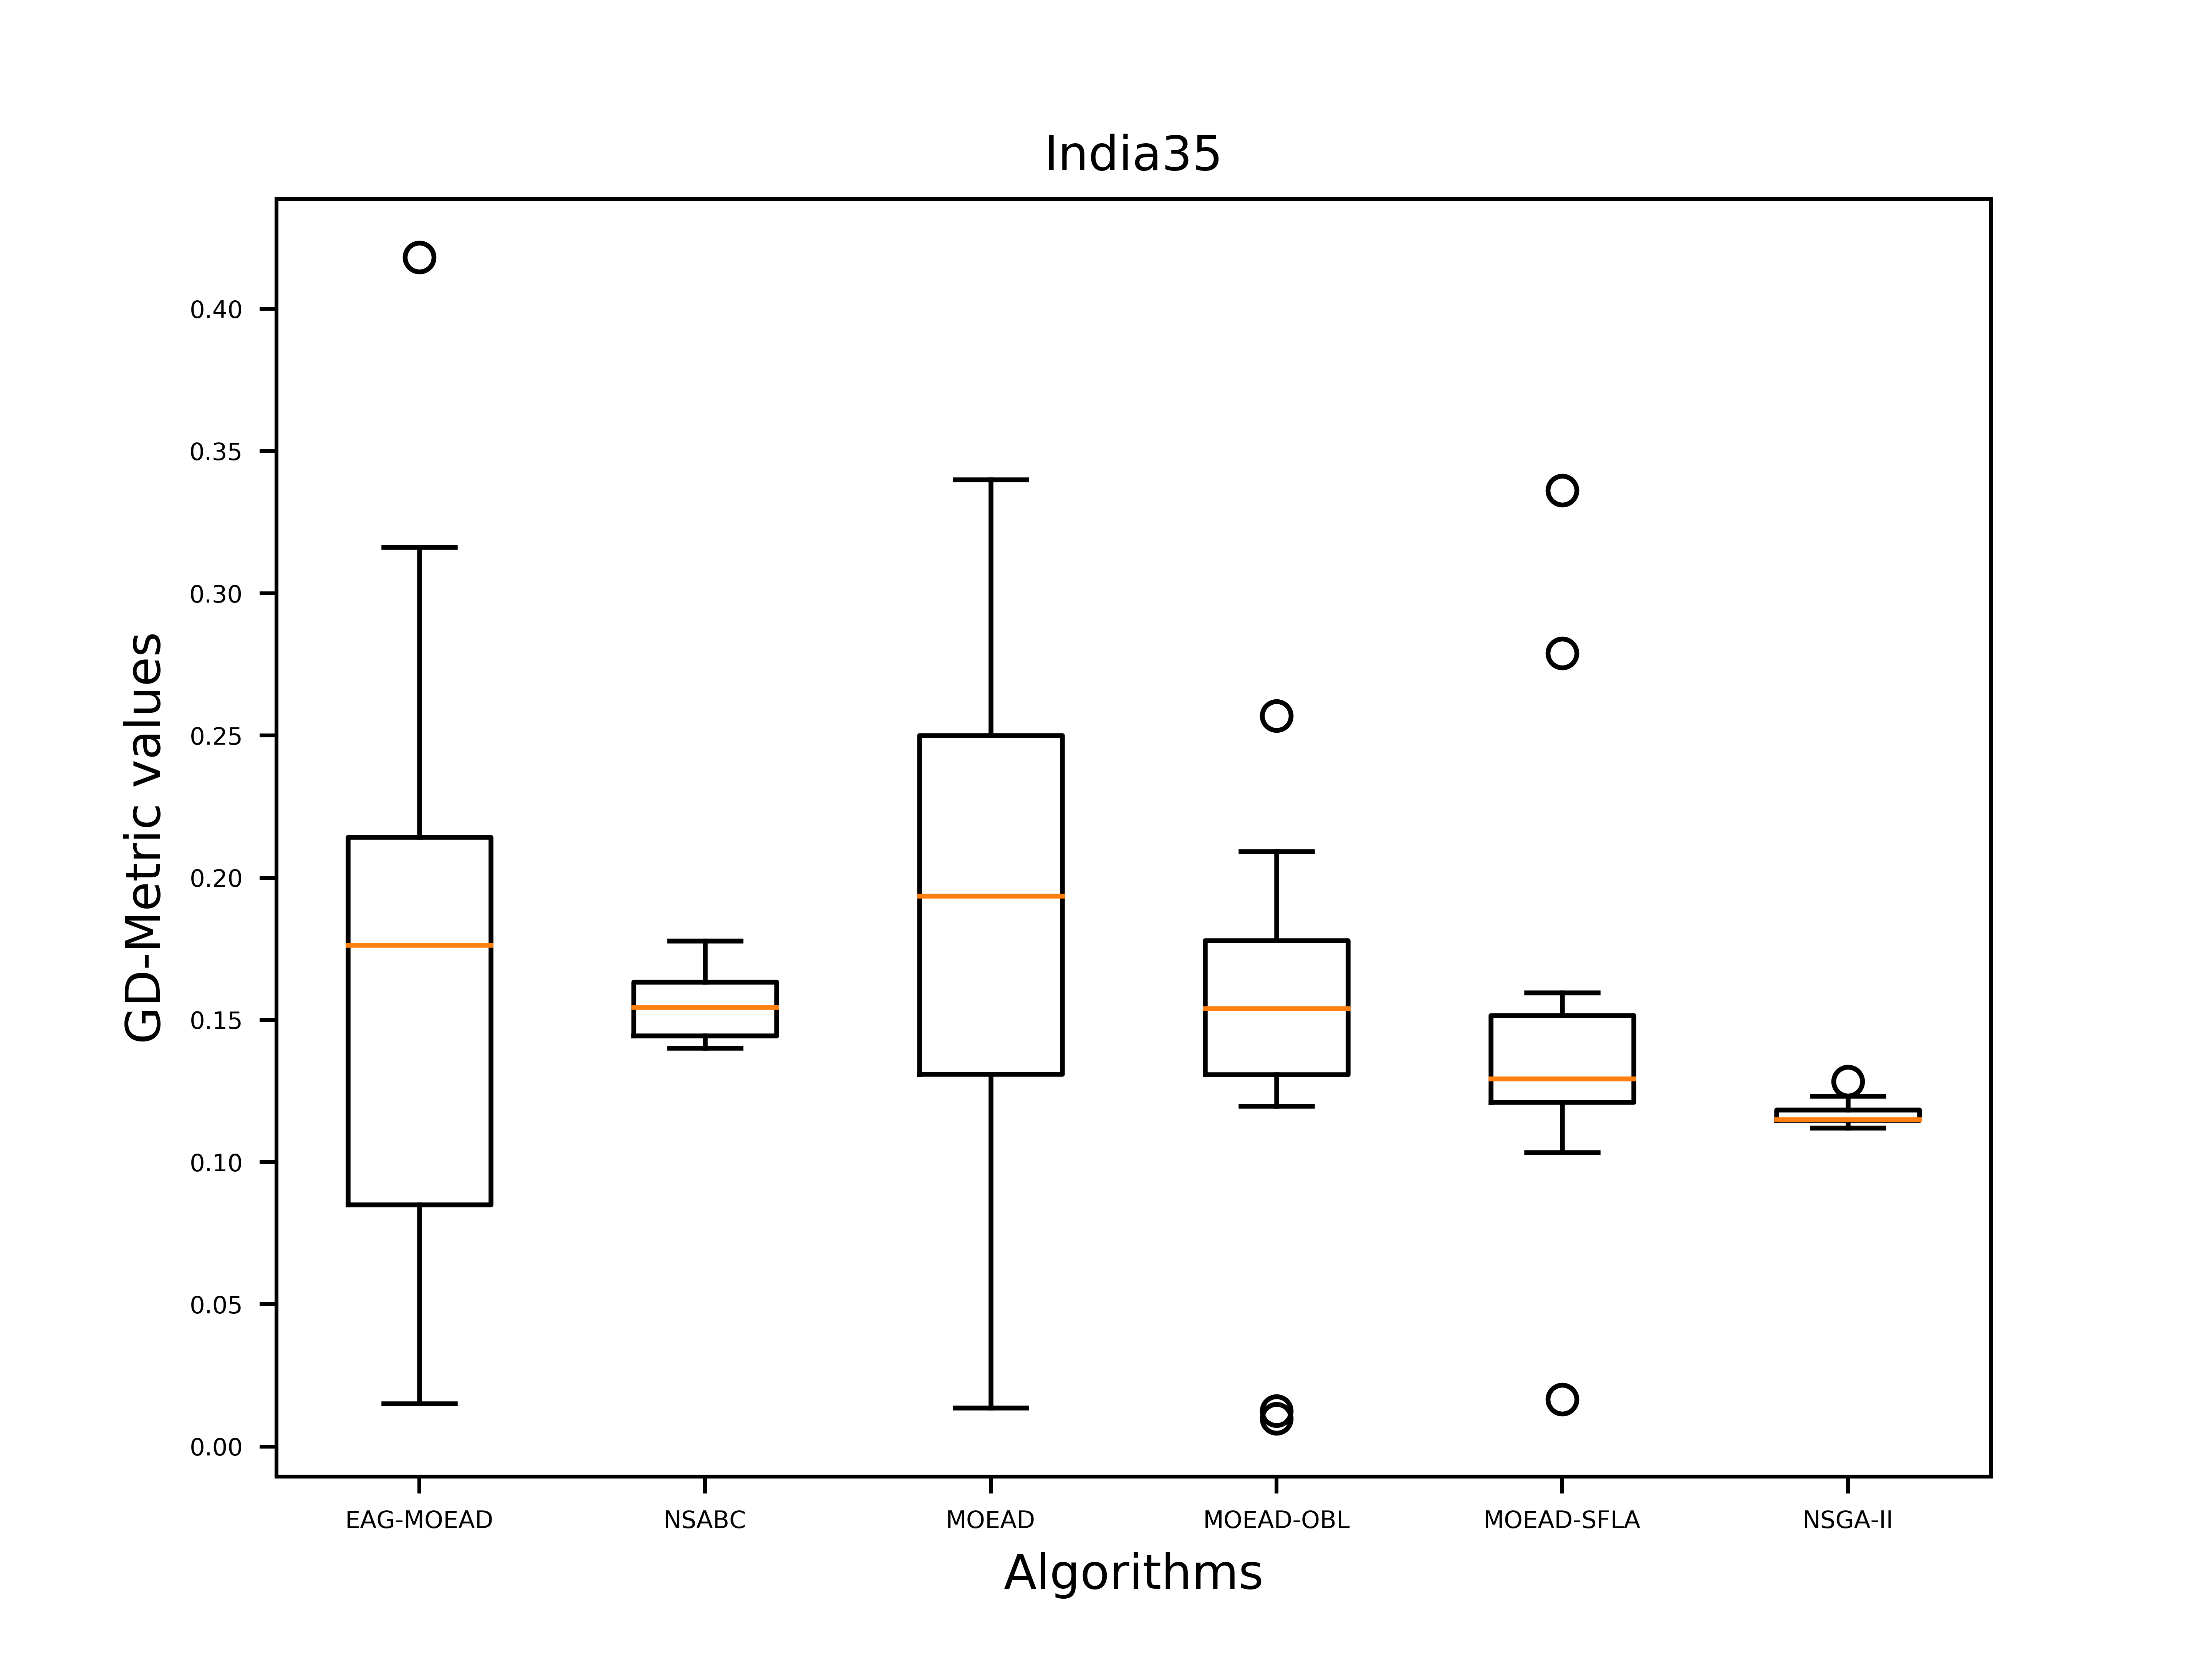 India35
GD-Metric values
0.40
0.35
0.30
0.25
0.20
0.15
0.10
0.05
0.00
EAG-MOEAD
NSABC
MOEAD
MOEAD-OBL
MOEAD-SFLA
NSGA-II
Algorithms